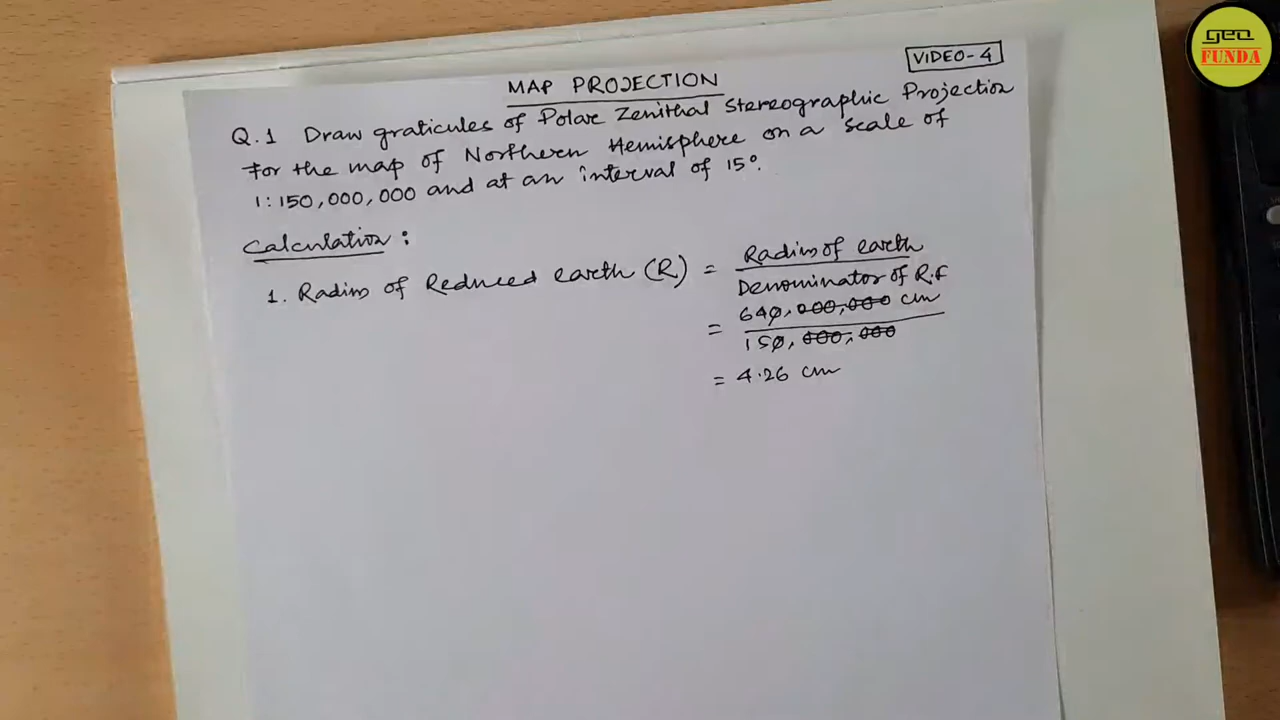 geo
FUNDA
VIDEO-4
MAP PROJECTION
Q.1 Draw graticules of Polar Zenithal Stereographic Projection
for the map of Northern Hemisphere on a scale of
1:150,000,000 and at an interval of 15°.
Calculation:
1. Radius of Reduced earth (R) = Radius of earth
Denominator of R.F
= 640,000,000 cm
150,000,000
= 4.26 cm